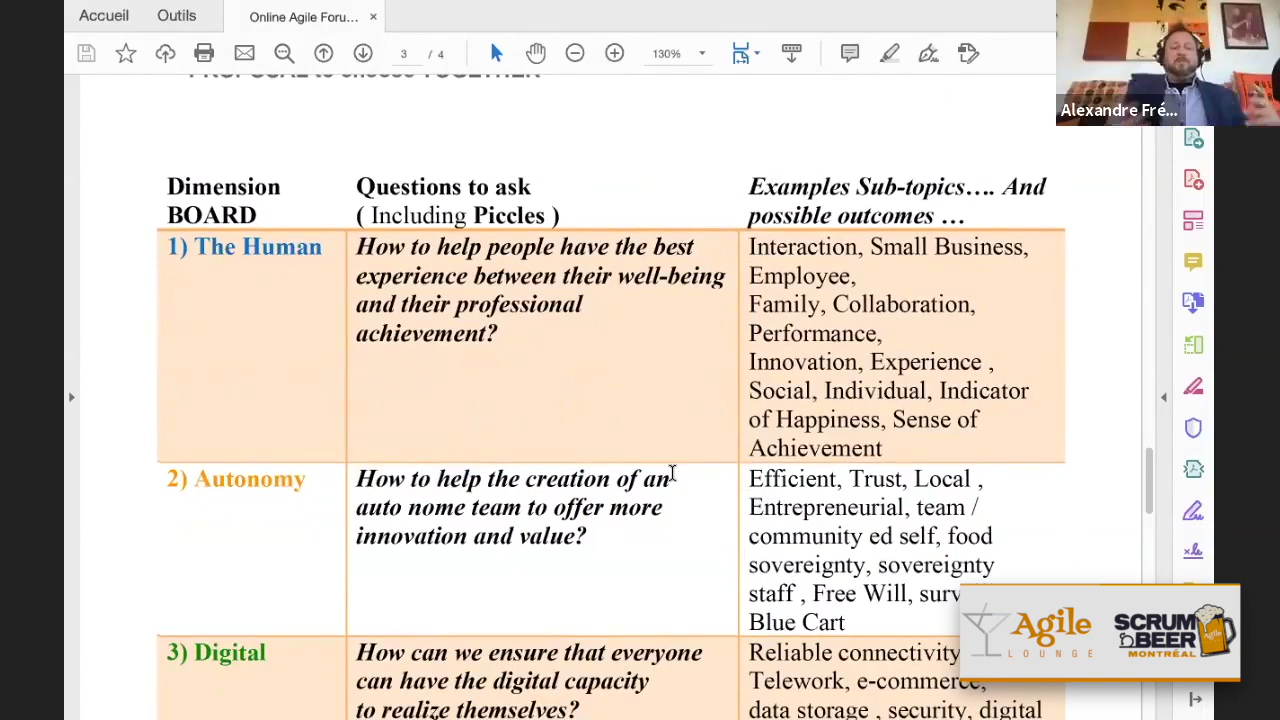 Accueil
Outils
Online Agile Foru...
3 / 4
130%
PROPOSAL to choose TOGETHER
Alexandre Fré...
Dimension
BOARD
Questions to ask
( Including Piccles )
Examples Sub-topics…. And
possible outcomes …
1) The Human
How to help people have the best
experience between their well-being
and their professional
achievement?
Interaction, Small Business,
Employee,
Family, Collaboration,
Performance,
Innovation, Experience ,
Social, Individual, Indicator
of Happiness, Sense of
Achievement
2) Autonomy
How to help the creation of an
auto nome team to offer more
innovation and value?
Efficient, Trust, Local ,
Entrepreneurial, team /
community ed self, food
sovereignty, sovereignty
staff , Free Will,
Blue Cart
3) Digital
How can we ensure that everyone
can have the digital capacity
to realize themselves?
Reliable connectivity
Telework, e-commerce,
data storage , security, digital
Agile
LOUNGE
SCRUM
BEER
MONTRÉAL
Agile